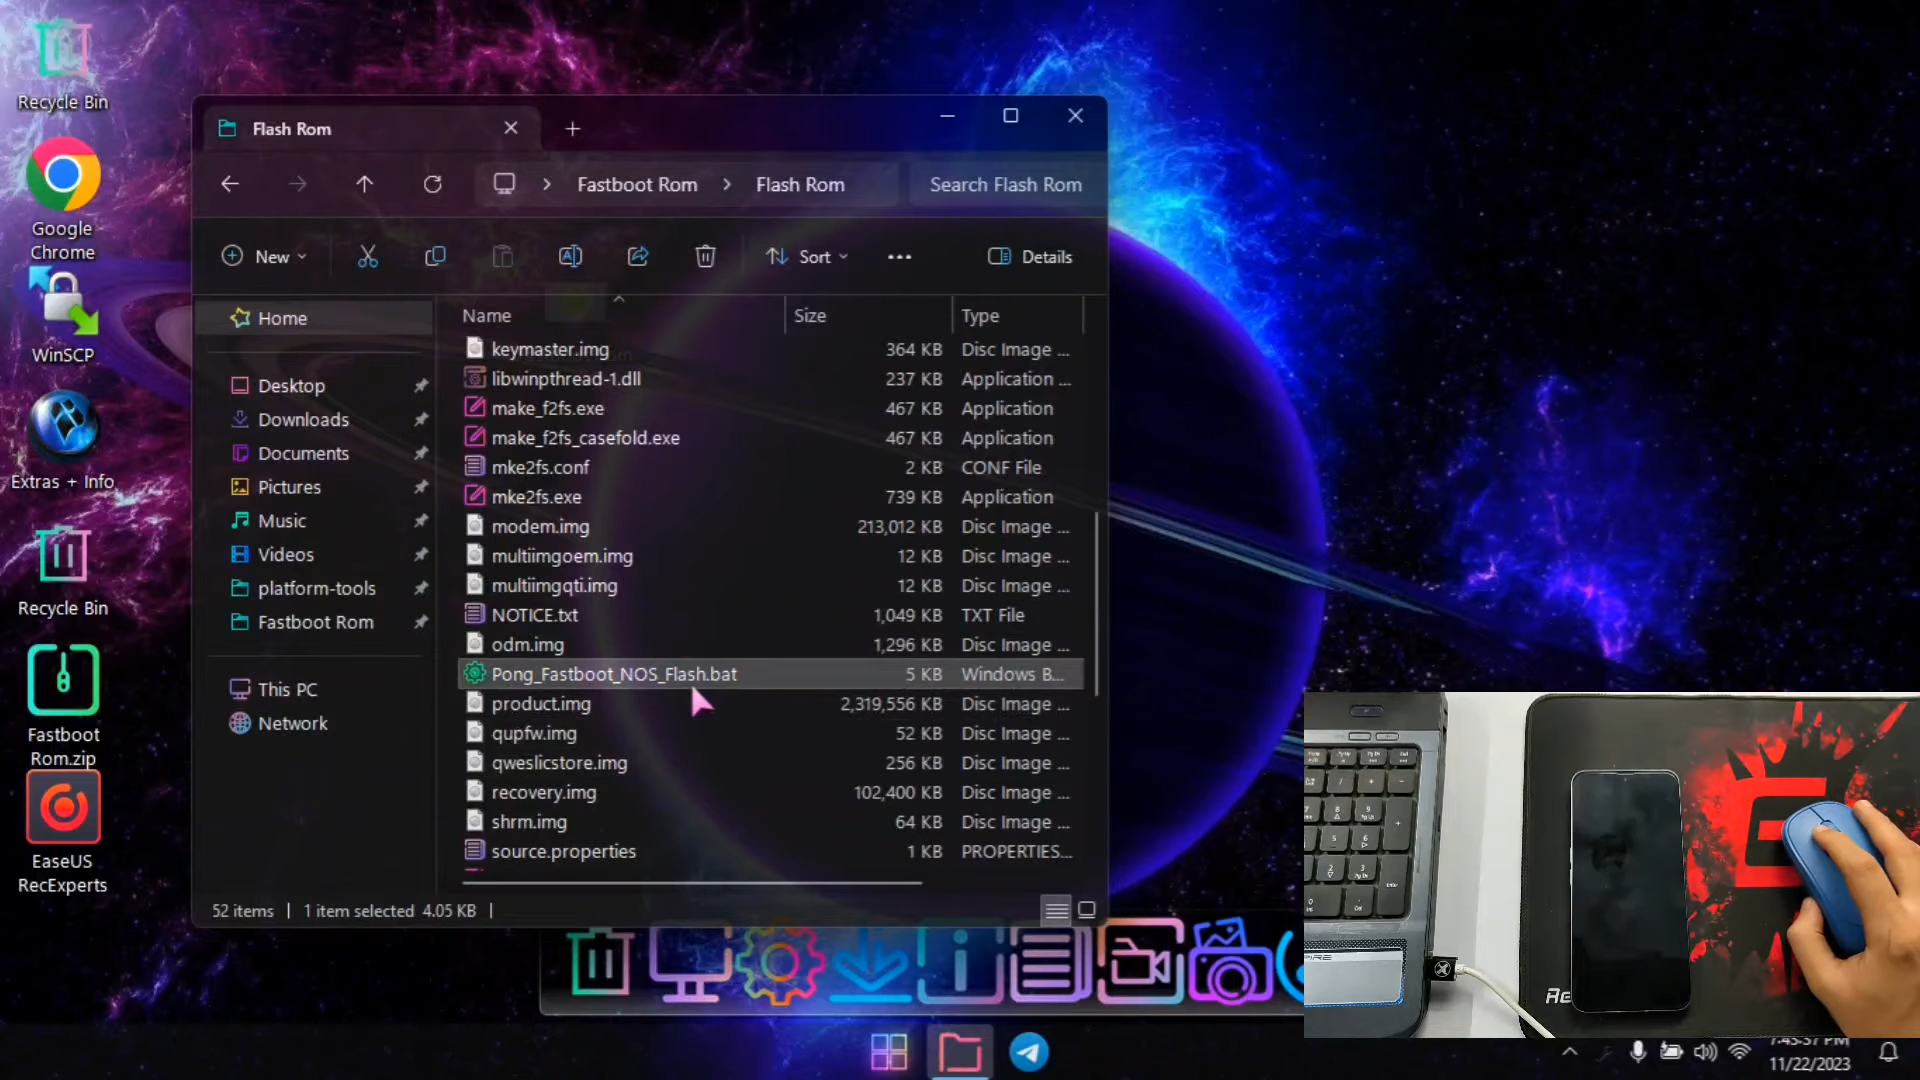 Recycle Bin
Google
Chrome
WinSCP
Extras + Info
Recycle Bin
Fastboot
Rom.zip
EaseUS
RecExperts
Flash Rom
Fastboot Rom
Flash Rom
Search Flash Rom
New
Sort
Details
Home
Desktop
Downloads
Documents
Pictures
Music
Videos
platform-tools
Fastboot Rom
This PC
Network
Name Size Type
keymaster.img 364 KB Disc Image ...
libwinpthread-1.dll 237 KB Application ...
make_f2fs.exe 467 KB Application
make_f2fs_casefold.exe 467 KB Application
mke2fs.conf 2 KB CONF File
mke2fs.exe 739 KB Application
modem.img 213,012 KB Disc Image ...
multiimgoem.img 12 KB Disc Image ...
multiimgqti.img 12 KB Disc Image ...
NOTICE.txt 1,049 KB TXT File
odm.img 1,296 KB Disc Image ...
Pong_Fastboot_NOS_Flash.bat 5 KB Windows B...
product.img 2,319,556 KB Disc Image ...
qupfw.img 52 KB Disc Image ...
qweslicstore.img 256 KB Disc Image ...
recovery.img 102,400 KB Disc Image ...
shrm.img 64 KB Disc Image ...
source.properties 1 KB PROPERTIES...
52 items | 1 item selected 4.05 KB |
7:43:37 PM
11/22/2023